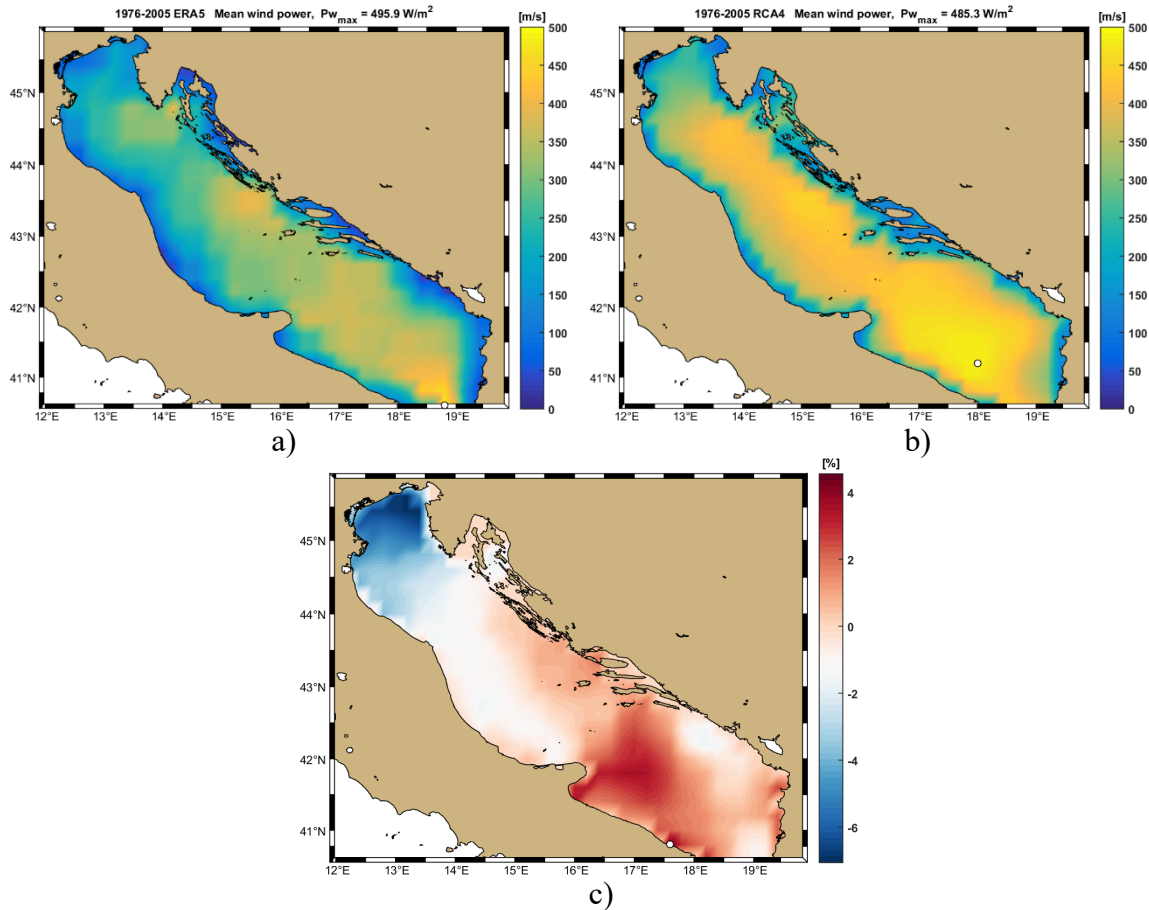 1976-2005 ERA5 Mean wind power, Pw_max = 495.9 W/m²
[m/s]
500
450
400
350
300
250
200
150
100
50
0
45°N
44°N
43°N
42°N
41°N
12°E 13°E 14°E 15°E 16°E 17°E 18°E 19°E
a)
1976-2005 RCA4 Mean wind power, Pw_max = 485.3 W/m²
[m/s]
500
450
400
350
300
250
200
150
100
50
0
45°N
44°N
43°N
42°N
41°N
12°E 13°E 14°E 15°E 16°E 17°E 18°E 19°E
b)
[%]
4
2
0
-2
-4
-6
45°N
44°N
43°N
42°N
41°N
12°E 13°E 14°E 15°E 16°E 17°E 18°E 19°E
c)